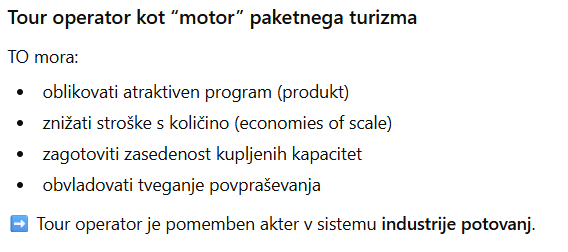 Tour operator kot “motor” paketnega turizma
TO mora:
• oblikovati atraktiven program (produkt)
• znižati stroške s količino (economies of scale)
• zagotoviti zasedenost kupljenih kapacitet
• obvladovati tveganje povpraševanja
➡️ Tour operator je pomemben akter v sistemu industrije potovanj.